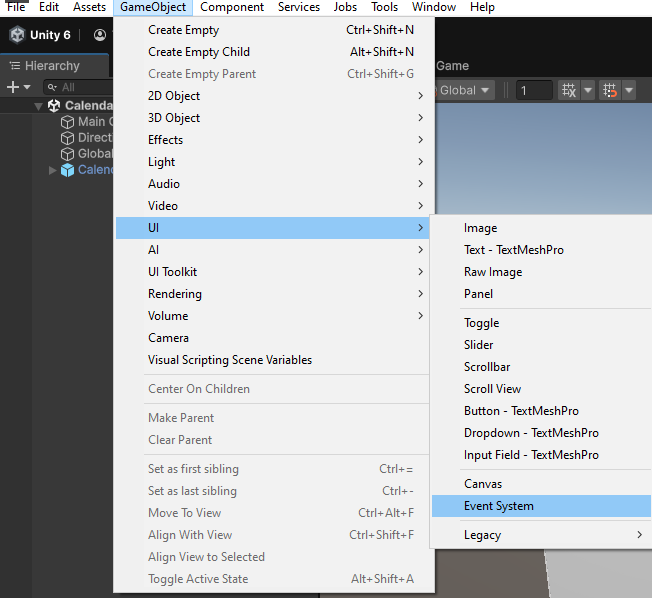 File Edit Assets GameObject Component Services Jobs Tools Window Help
Unity 6
Hierarchy
Game
All
Global 1
Calenda
Main C
Directi
Global
Calend
Create Empty Ctrl+Shift+N
Create Empty Child Alt+Shift+N
Create Empty Parent Ctrl+Shift+G
2D Object
3D Object
Effects
Light
Audio
Video
UI
AI
UI Toolkit
Rendering
Volume
Camera
Visual Scripting Scene Variables
Center On Children
Make Parent
Clear Parent
Set as first sibling Ctrl+=
Set as last sibling Ctrl+-
Move To View Ctrl+Alt+F
Align With View Ctrl+Shift+F
Align View to Selected
Toggle Active State Alt+Shift+A
Image
Text - TextMeshPro
Raw Image
Panel
Toggle
Slider
Scrollbar
Scroll View
Button - TextMeshPro
Dropdown - TextMeshPro
Input Field - TextMeshPro
Canvas
Event System
Legacy